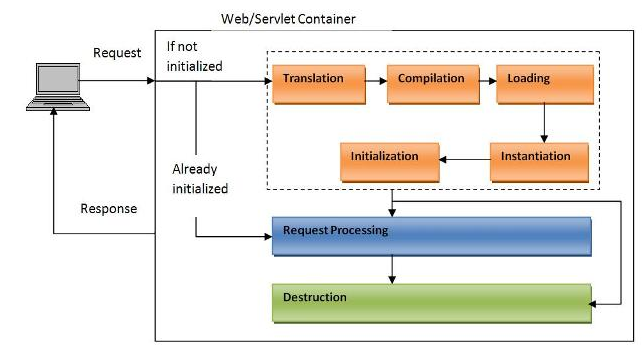 Web/Servlet Container
Request
If not
initialized
Translation
Compilation
Loading
Initialization
Instantiation
Already
initialized
Response
Request Processing
Destruction